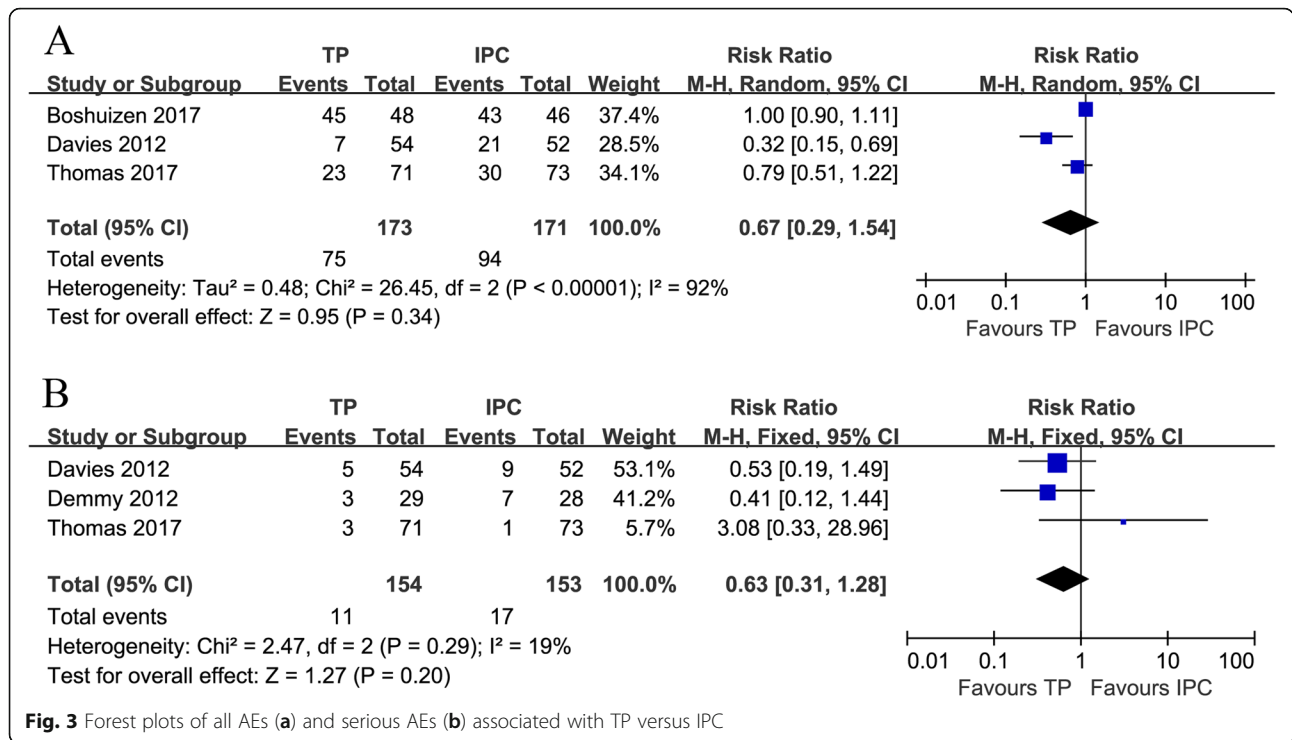 A
TP IPC Risk Ratio Risk Ratio
Study or Subgroup Events Total Events Total Weight M-H, Random, 95% CI M-H, Random, 95% CI
Boshuizen 2017 45 48 43 46 37.4% 1.00 [0.90, 1.11]
Davies 2012 7 54 21 52 28.5% 0.32 [0.15, 0.69]
Thomas 2017 23 71 30 73 34.1% 0.79 [0.51, 1.22]
Total (95% CI) 173 171 100.0% 0.67 [0.29, 1.54]
Total events 75 94
Heterogeneity: Tau² = 0.48; Chi² = 26.45, df = 2 (P < 0.00001); I² = 92%
Test for overall effect: Z = 0.95 (P = 0.34)
0.01 0.1 1 10 100
Favours TP Favours IPC
B
TP IPC Risk Ratio Risk Ratio
Study or Subgroup Events Total Events Total Weight M-H, Fixed, 95% CI M-H, Fixed, 95% CI
Davies 2012 5 54 9 52 53.1% 0.53 [0.19, 1.49]
Demmy 2012 3 29 7 28 41.2% 0.41 [0.12, 1.44]
Thomas 2017 3 71 1 73 5.7% 3.08 [0.33, 28.96]
Total (95% CI) 154 153 100.0% 0.63 [0.31, 1.28]
Total events 11 17
Heterogeneity: Chi² = 2.47, df = 2 (P = 0.29); I² = 19%
Test for overall effect: Z = 1.27 (P = 0.20)
0.01 0.1 1 10 100
Favours TP Favours IPC
Fig. 3 Forest plots of all AEs (a) and serious AEs (b) associated with TP versus IPC